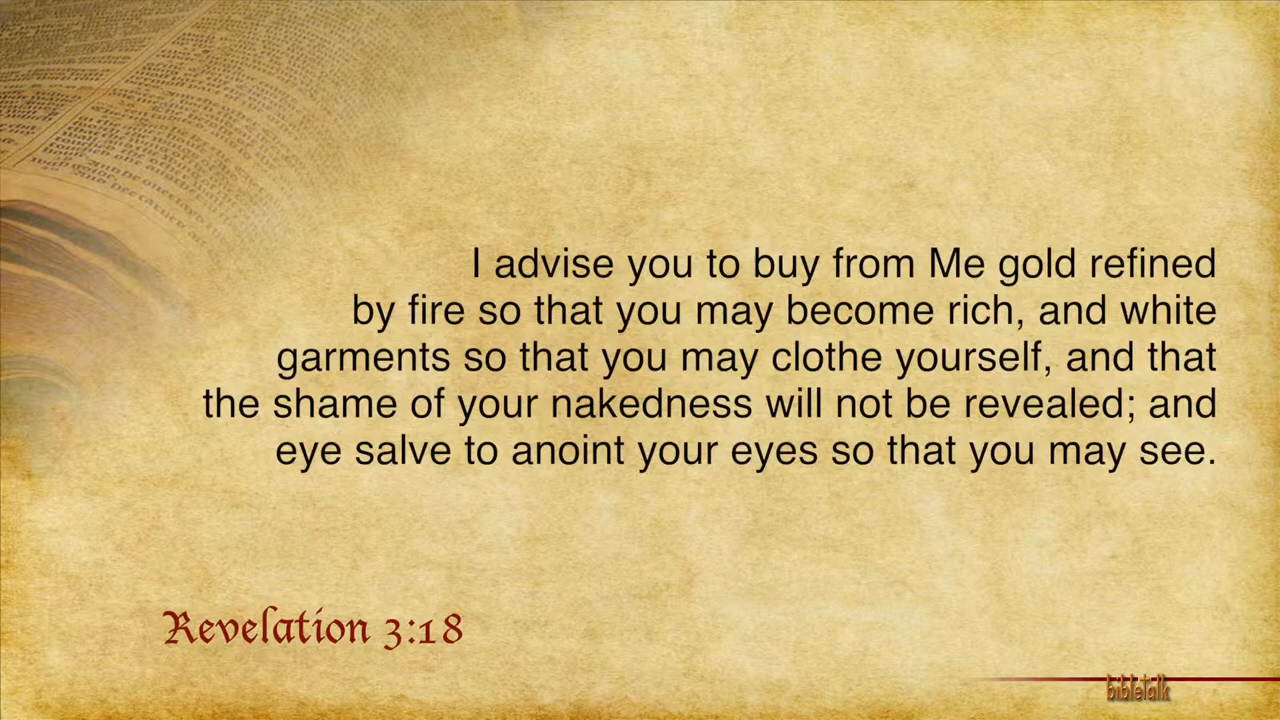 I advise you to buy from Me gold refined
by fire so that you may become rich, and white
garments so that you may clothe yourself, and that
the shame of your nakedness will not be revealed; and
eye salve to anoint your eyes so that you may see.
Revelation 3:18
bibletalk